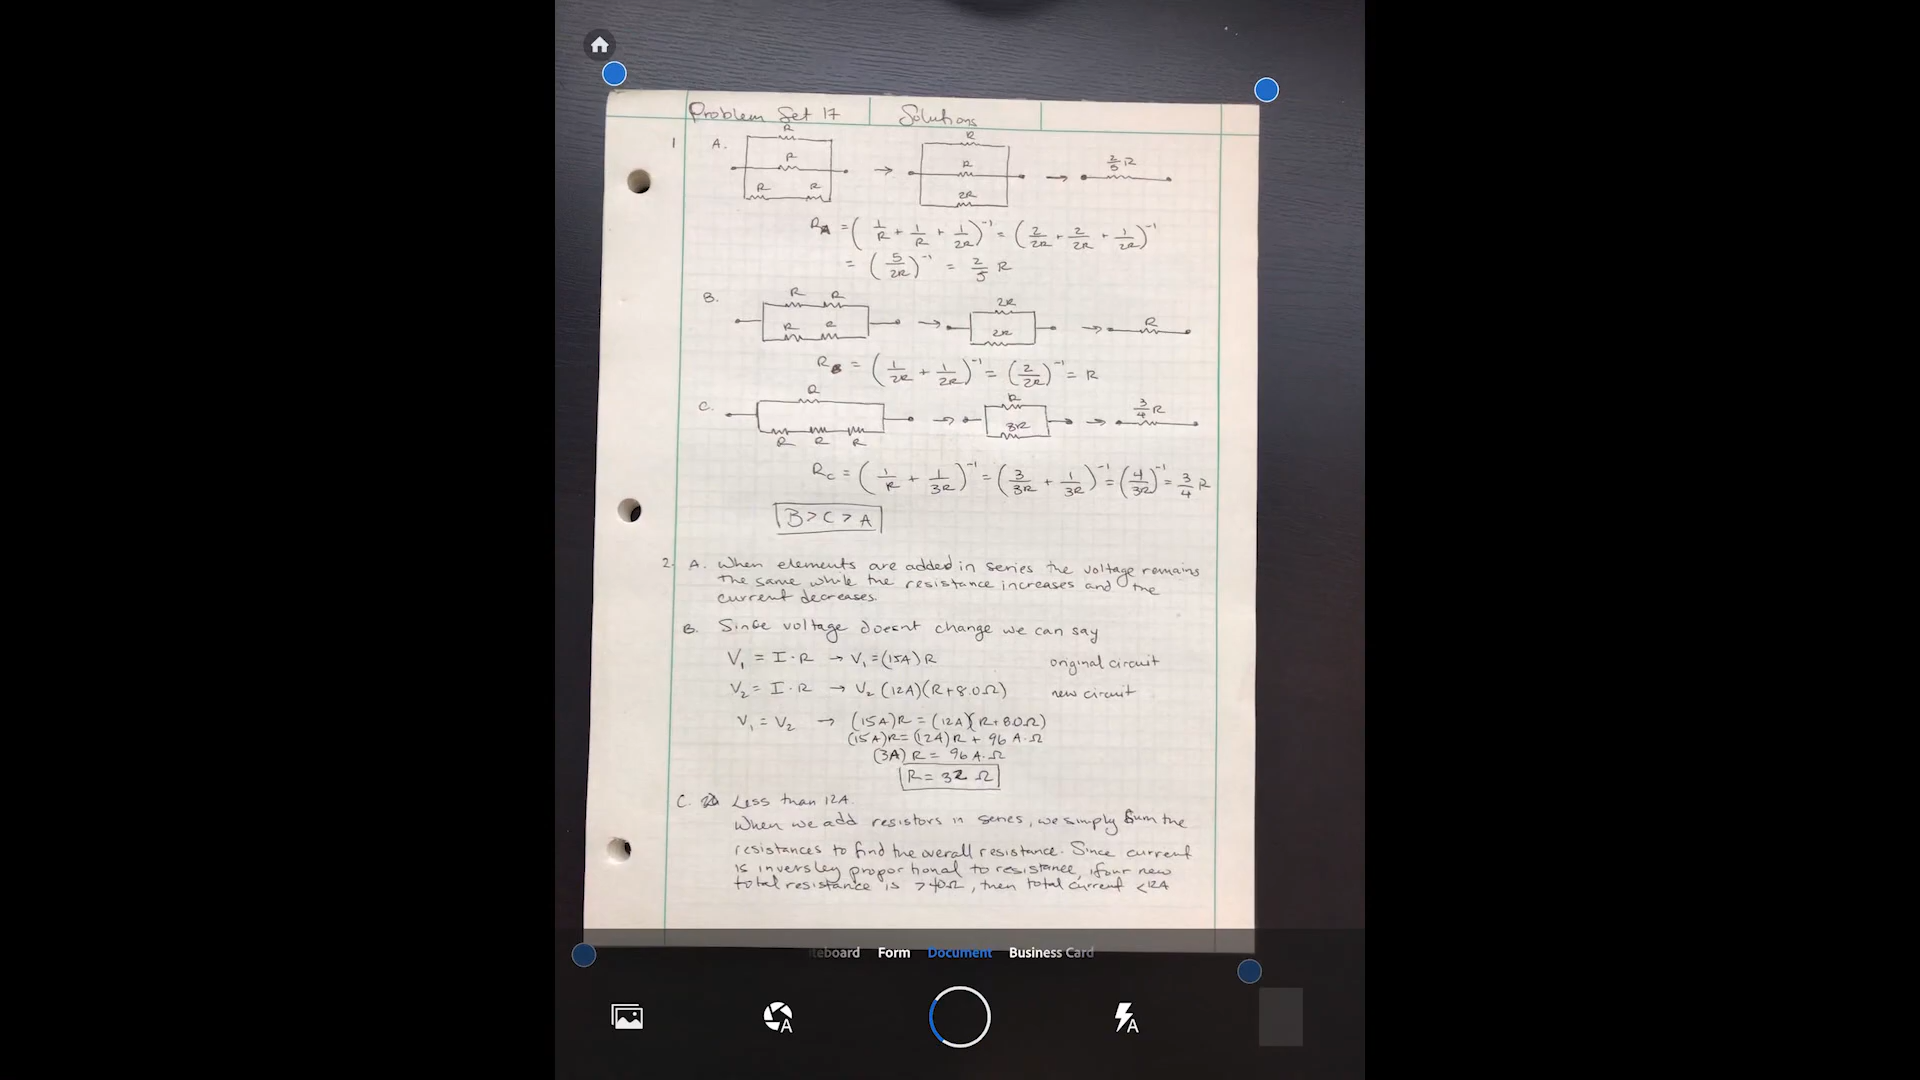 Problem Set 17 Solutions
1 A.
R R
R R 2/5 R
R R 2R
R_A = (1/R + 1/R + 1/2R)^-1 = (2/2R + 2/2R + 1/2R)^-1
= (5/2R)^-1 = 2/5 R
B.
R R 2R R
R R 2R
R_B = (1/2R + 1/2R)^-1 = (2/2R)^-1 = R
C.
R R 3/4 R
R R R 3R
R_C = (1/R + 1/3R)^-1 = (3/3R + 1/3R)^-1 = (4/3R)^-1 = 3/4 R
B > C > A
2. A. When elements are added in series the voltage remains
the same while the resistance increases and the
current decreases.
B. Since voltage doesnt change we can say
V₁ = I · R → V₁ = (15A) R original circuit
V₂ = I · R → V₂ (12A)(R + 8.0Ω) new circuit
V₁ = V₂ → (15A)R = (12A)(R + 8.0Ω)
(15A)R = (12A)R + 96 A·Ω
(3A) R = 96 A·Ω
R = 32 Ω
C. Less than 12A.
When we add resistors in series, we simply sum the
resistances to find the overall resistance. Since current
is inversley proportional to resistance, if our new
total resistance is > 40Ω, then total current < 12A
eboard Form Document Business Card
A A